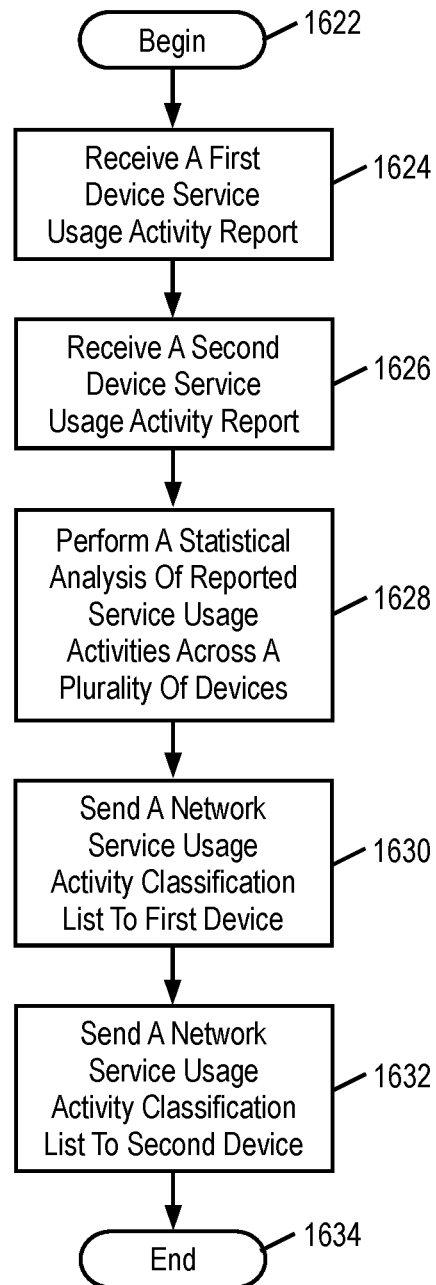 Begin
1622
Receive A First
Device Service
Usage Activity Report
1624
Receive A Second
Device Service
Usage Activity Report
1626
Perform A Statistical
Analysis Of Reported
Service Usage
Activities Across A
Plurality Of Devices
1628
Send A Network
Service Usage
Activity Classification
List To First Device
1630
Send A Network
Service Usage
Activity Classification
List To Second Device
1632
End
1634